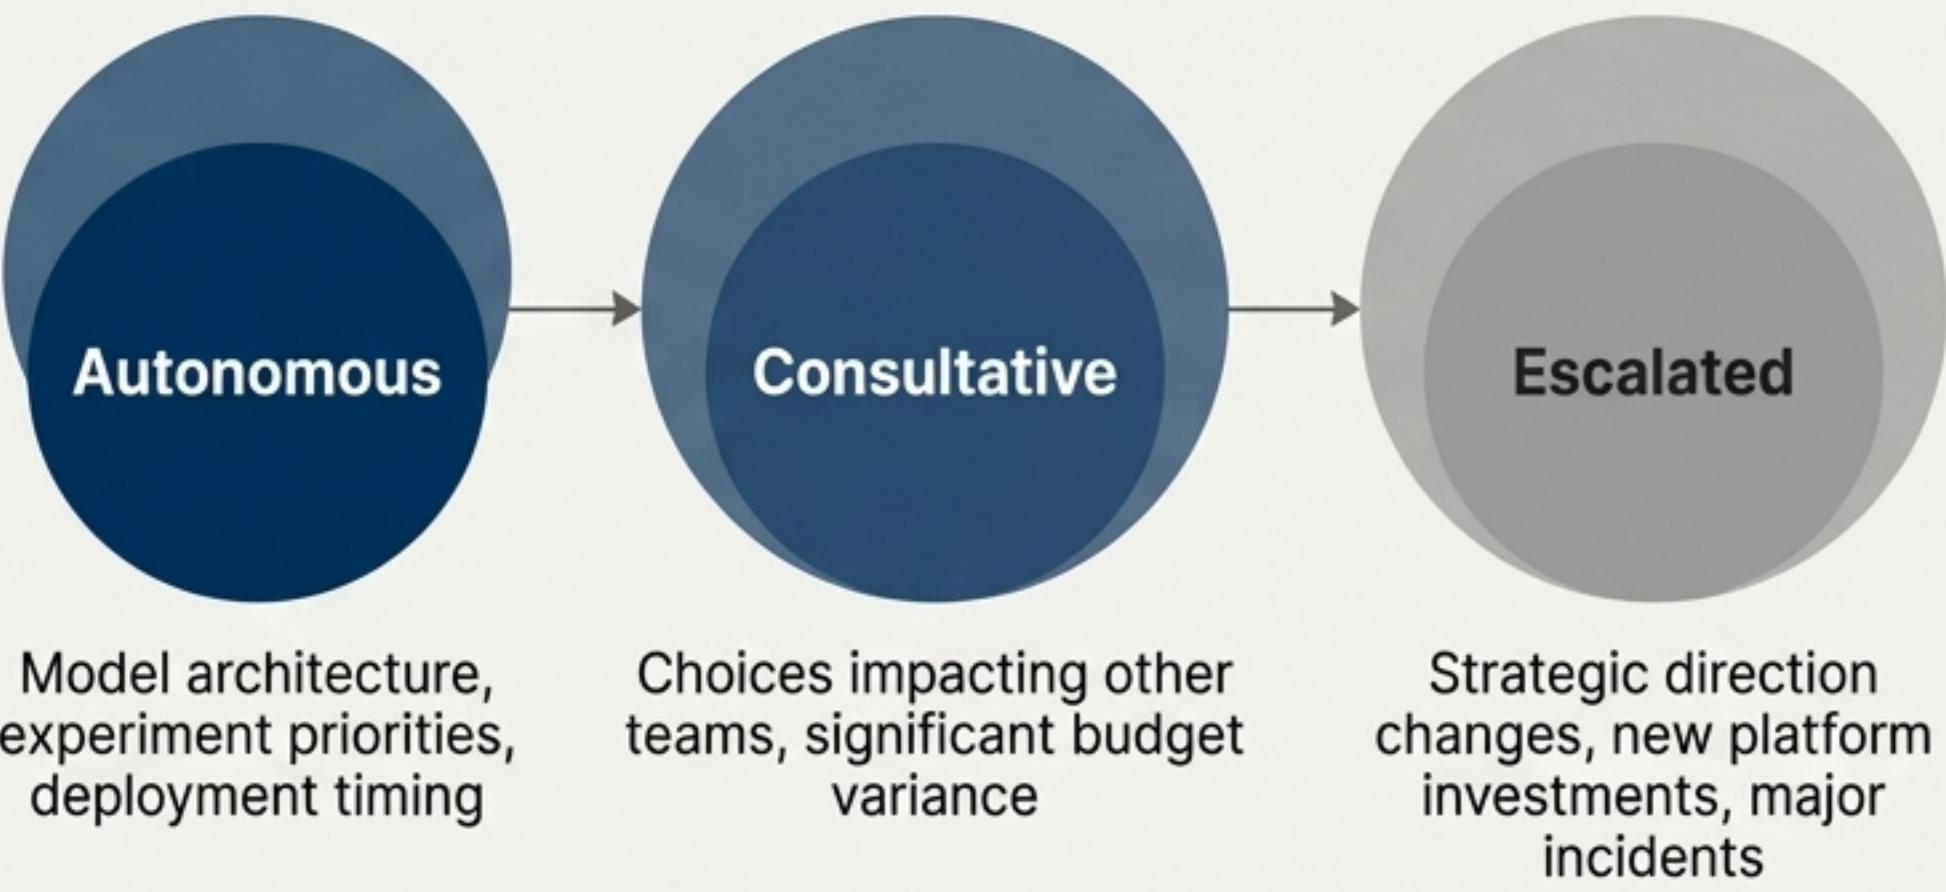 Autonomous
Model architecture,
experiment priorities,
deployment timing
Consultative
Choices impacting other
teams, significant budget
variance
Escalated
Strategic direction
changes, new platform
investments, major
incidents